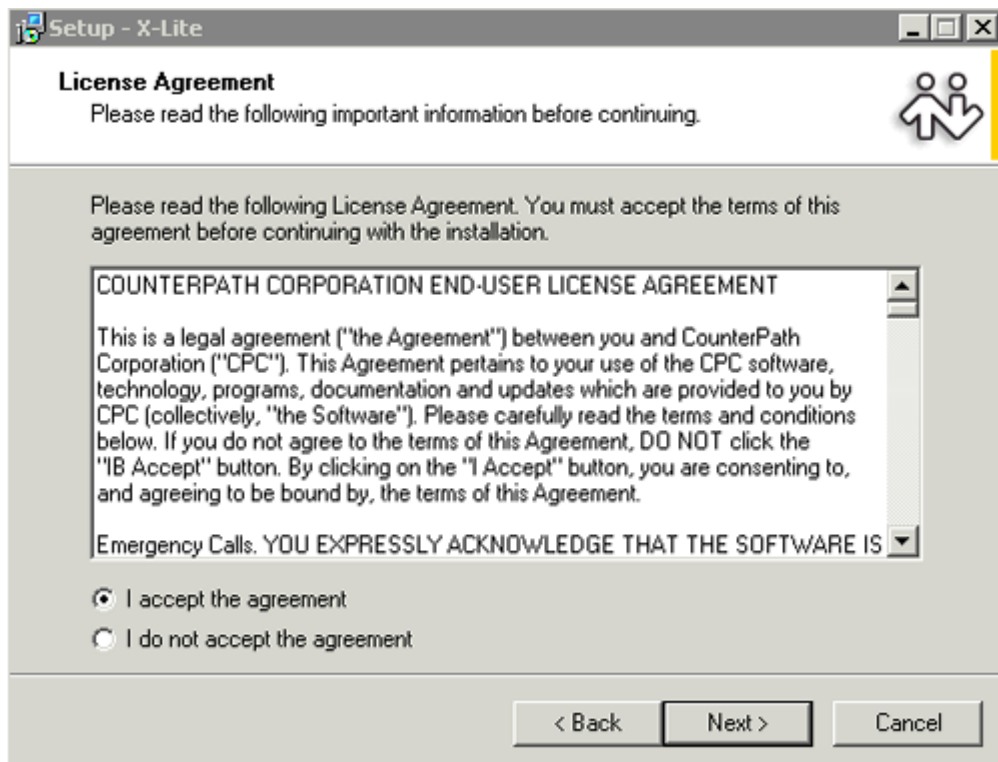 Setup - X-Lite
License Agreement
Please read the following important information before continuing.
Please read the following License Agreement. You must accept the terms of this
agreement before continuing with the installation.
COUNTERPATH CORPORATION END-USER LICENSE AGREEMENT
This is a legal agreement ("the Agreement") between you and CounterPath
Corporation ("CPC"). This Agreement pertains to your use of the CPC software,
technology, programs, documentation and updates which are provided to you by
CPC (collectively, "the Software"). Please carefully read the terms and conditions
below. If you do not agree to the terms of this Agreement, DO NOT click the
"IB Accept" button. By clicking on the "I Accept" button, you are consenting to,
and agreeing to be bound by, the terms of this Agreement.
Emergency Calls. YOU EXPRESSLY ACKNOWLEDGE THAT THE SOFTWARE IS
I accept the agreement
I do not accept the agreement
< Back
Next >
Cancel